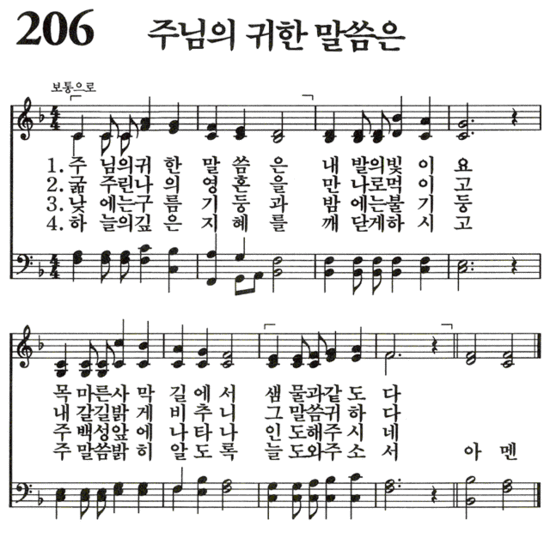 206 주님의 귀한 말씀은
보통으로
1. 주 님의귀 한 말 씀 은 내 발의빛 이 요
2. 굶 주린나 의 영 혼 을 만 나로먹 이 고
3. 낮 에는구 름 기 둥 과 밤 에는불 기 둥
4. 하 늘의깊 은 지 혜 를 깨 닫게하 시 고
목 마른사 막 길 에 서 샘 물과같 도 다
내 갈길밝 게 비 추 니 그 말씀귀 하 다
주 백성앞 에 나 타 나 인 도해주 시 네
주 말씀밝 히 알 도 록 늘 도와주 소 서 아 멘